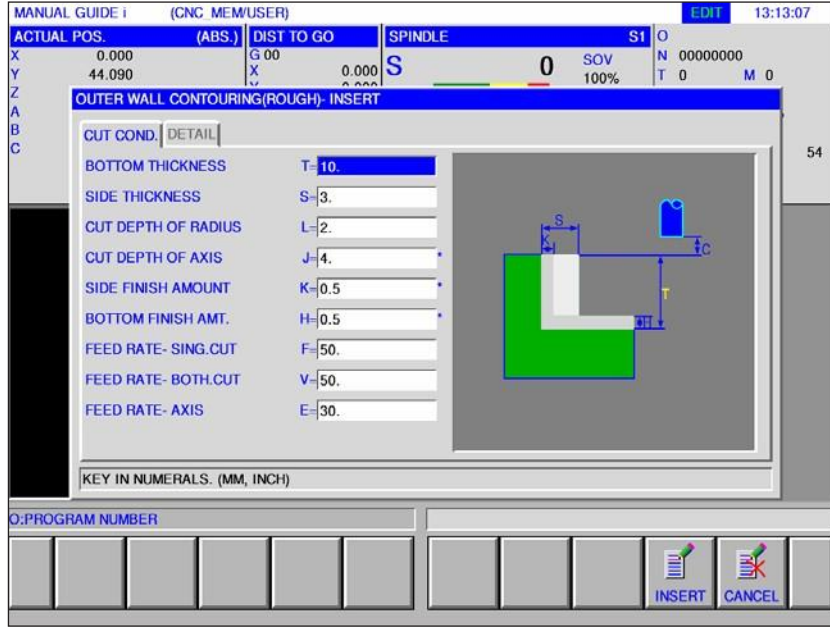 MANUAL GUIDE i (CNC_MEM/USER) EDIT 13:13:07
ACTUAL POS. (ABS.) DIST TO GO SPINDLE S1 O
X 0.000 G 00 S 0 SOV N 00000000
Y 44.090 X 0.000 100% T 0 M 0
Z
A
B
C 54
OUTER WALL CONTOURING(ROUGH)- INSERT
CUT COND. DETAIL
BOTTOM THICKNESS T=10.
SIDE THICKNESS S=3.
CUT DEPTH OF RADIUS L=2.
CUT DEPTH OF AXIS J=4. *
SIDE FINISH AMOUNT K=0.5 *
BOTTOM FINISH AMT. H=0.5 *
FEED RATE- SING.CUT F=50.
FEED RATE- BOTH.CUT V=50.
FEED RATE- AXIS E=30.
S
K
C
T
H
KEY IN NUMERALS. (MM, INCH)
O:PROGRAM NUMBER
INSERT CANCEL